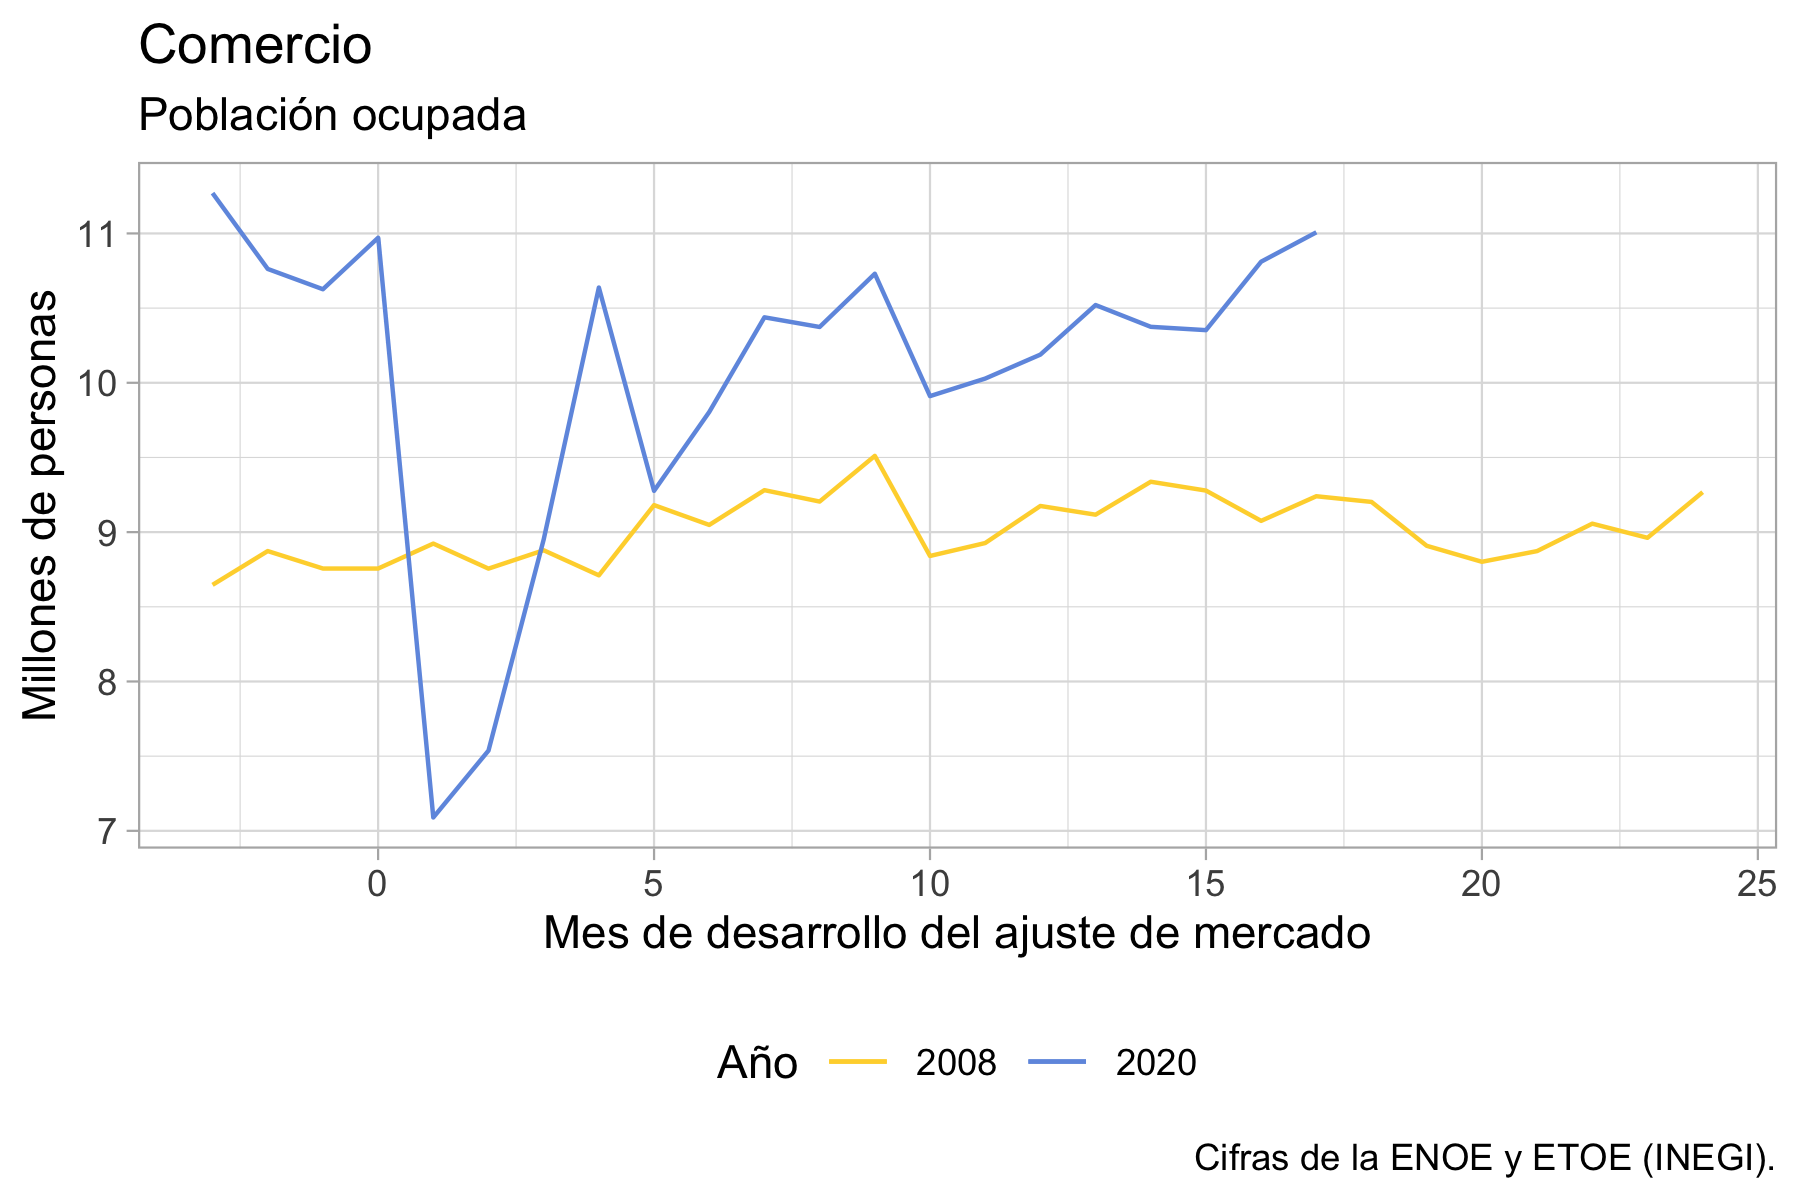 Comercio
Población ocupada
Millones de personas
11
10
9
8
7
0 5 10 15 20 25
Mes de desarrollo del ajuste de mercado
Año 2008 2020
Cifras de la ENOE y ETOE (INEGI).